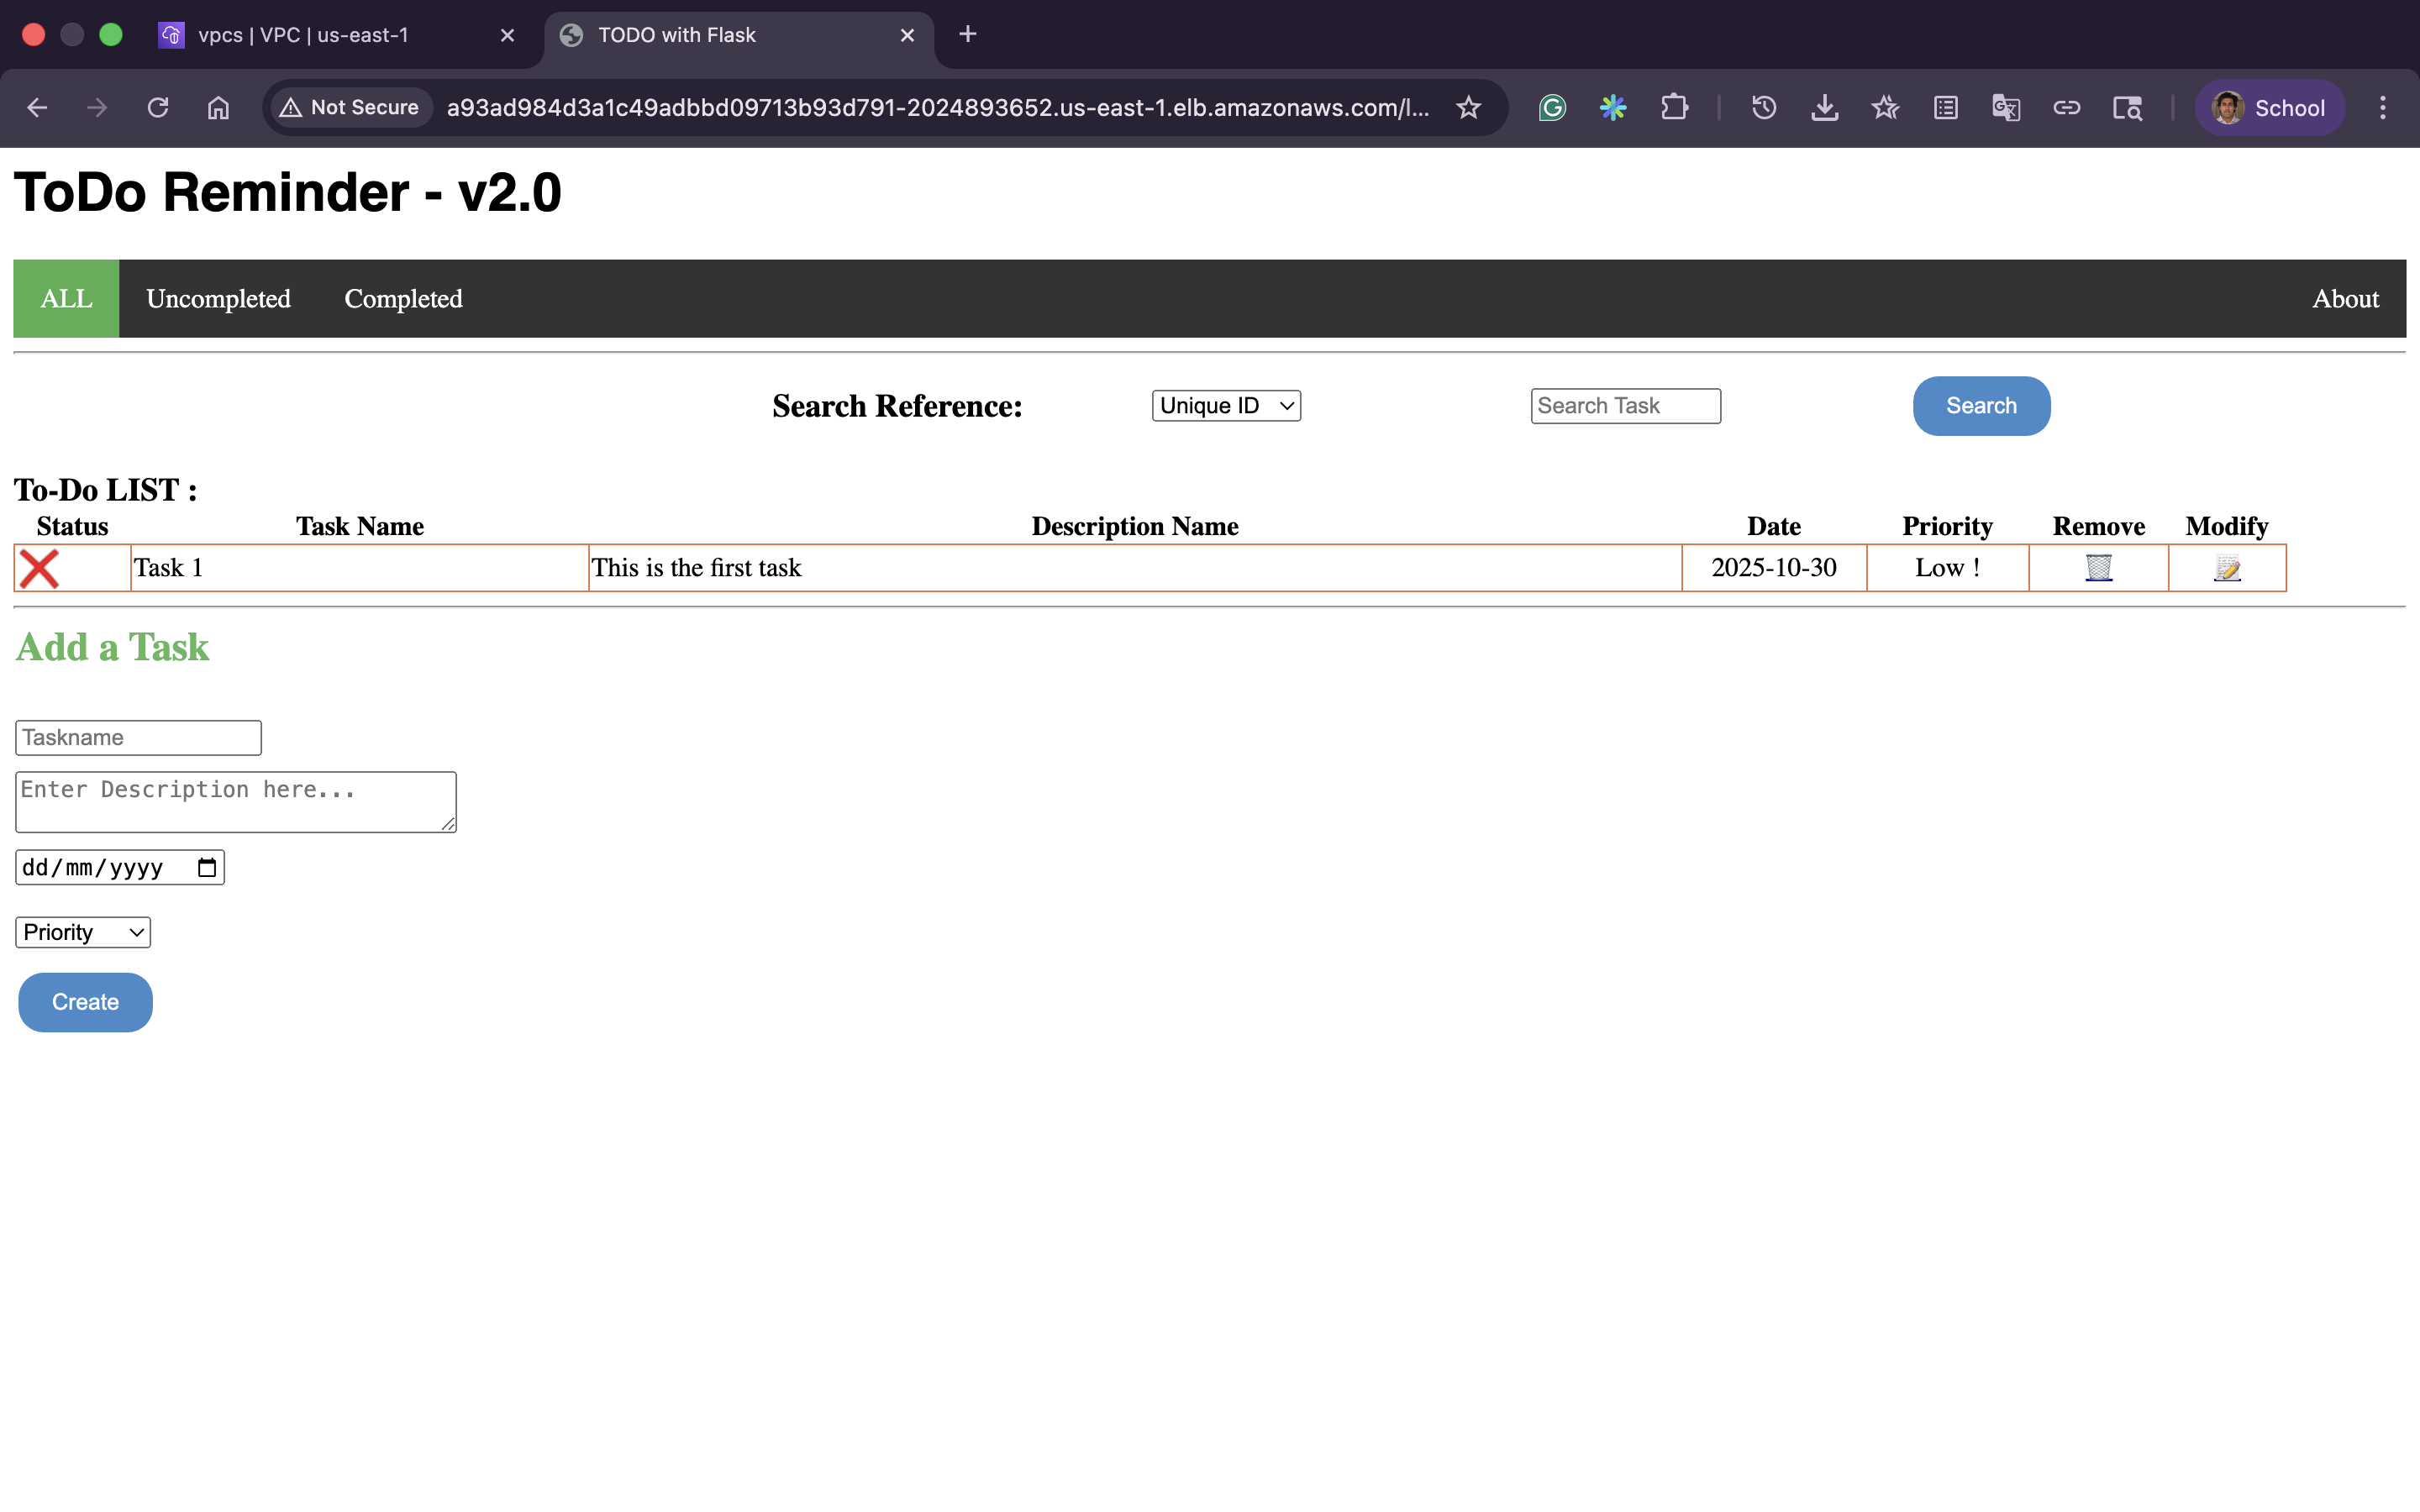 vpcs | VPC | us-east-1
TODO with Flask
Not Secure
a93ad984d3a1c49adbbd09713b93d791-2024893652.us-east-1.elb.amazonaws.com/l...
School
ToDo Reminder - v2.0
ALL Uncompleted Completed About
Search Reference: Unique ID Search Task Search
To-Do LIST :
Status Task Name Description Name Date Priority Remove Modify
Task 1 This is the first task 2025-10-30 Low !
Add a Task
Taskname
Enter Description here...
dd/mm/yyyy
Priority
Create